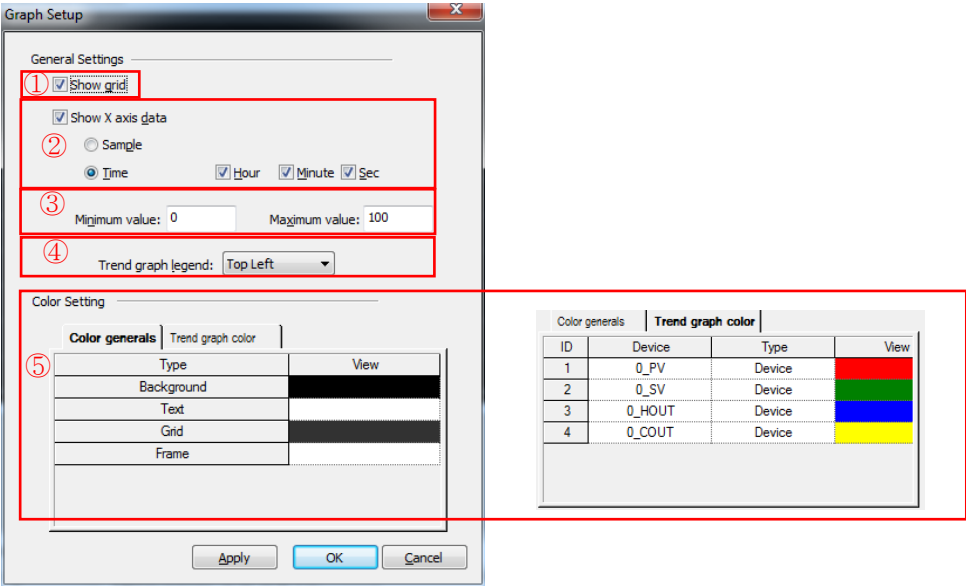 Graph Setup
General Settings
① Show grid
Show X axis data
② Sample
Time Hour Minute Sec
③ Minimum value: 0 Maximum value: 100
④ Trend graph legend: Top Left
Color Setting
⑤
Color generals Trend graph color
Type View
Background
Text
Grid
Frame
Color generals Trend graph color
ID Device Type View
1 0_PV Device
2 0_SV Device
3 0_HOUT Device
4 0_COUT Device
Apply OK Cancel